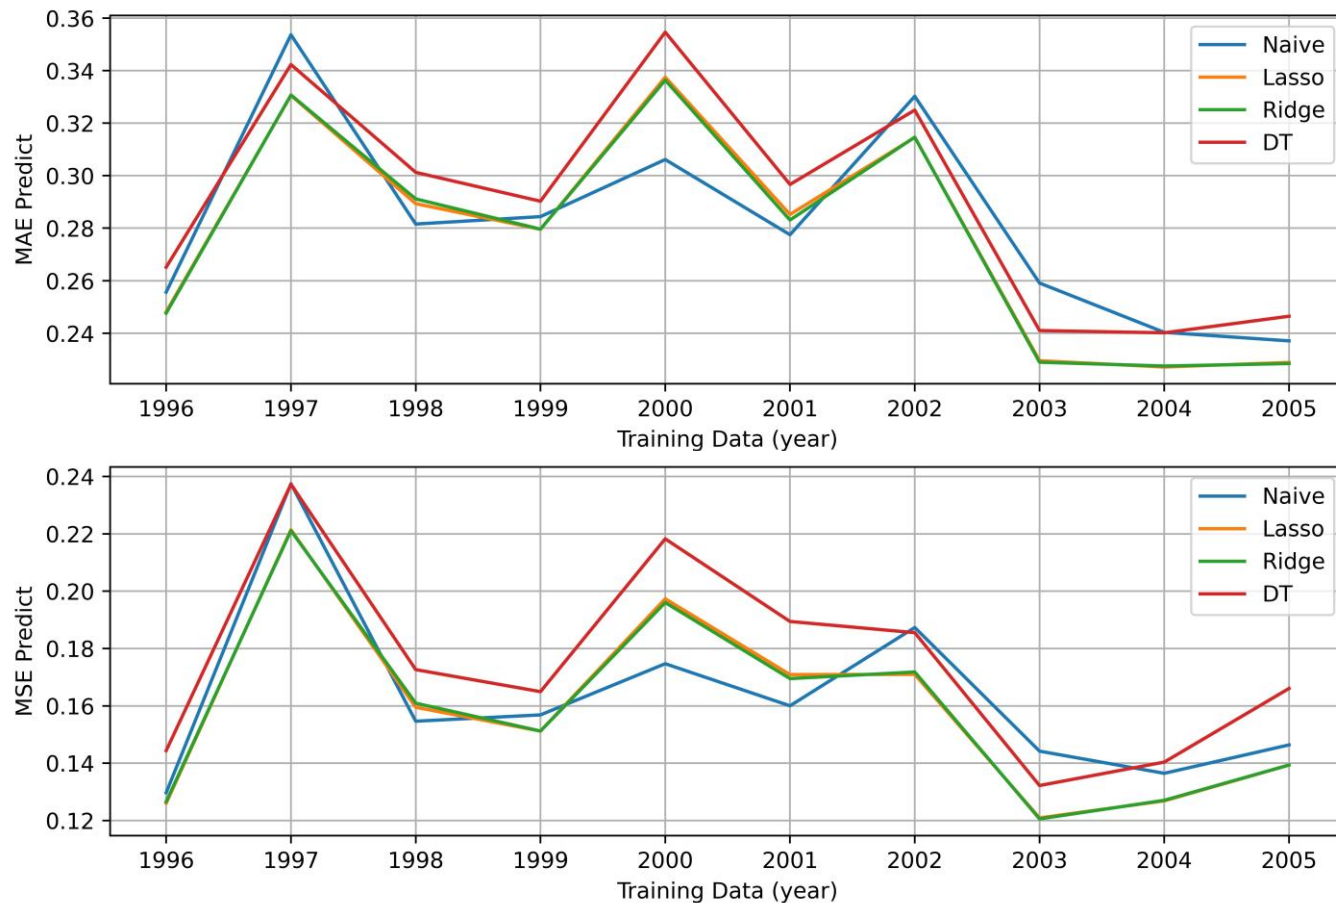 0.36
0.34
0.32
0.30
0.28
0.26
0.24
MAE Predict
Naive
Lasso
Ridge
DT
1996 1997 1998 1999 2000 2001 2002 2003 2004 2005
Training Data (year)
0.24
0.22
0.20
0.18
0.16
0.14
0.12
MSE Predict
Naive
Lasso
Ridge
DT
1996 1997 1998 1999 2000 2001 2002 2003 2004 2005
Training Data (year)